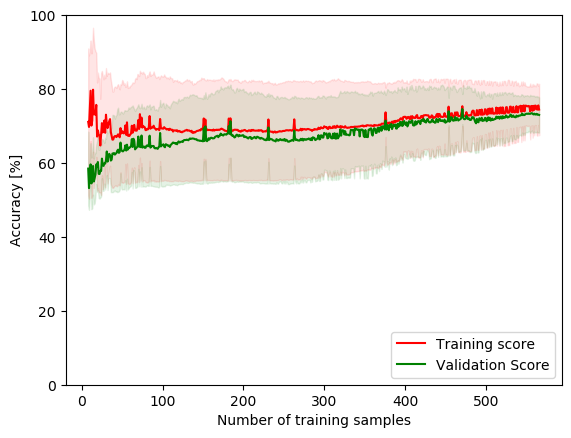 100
80
60
40
20
0
Accuracy [%]
0 100 200 300 400 500
Number of training samples
Training score
Validation Score